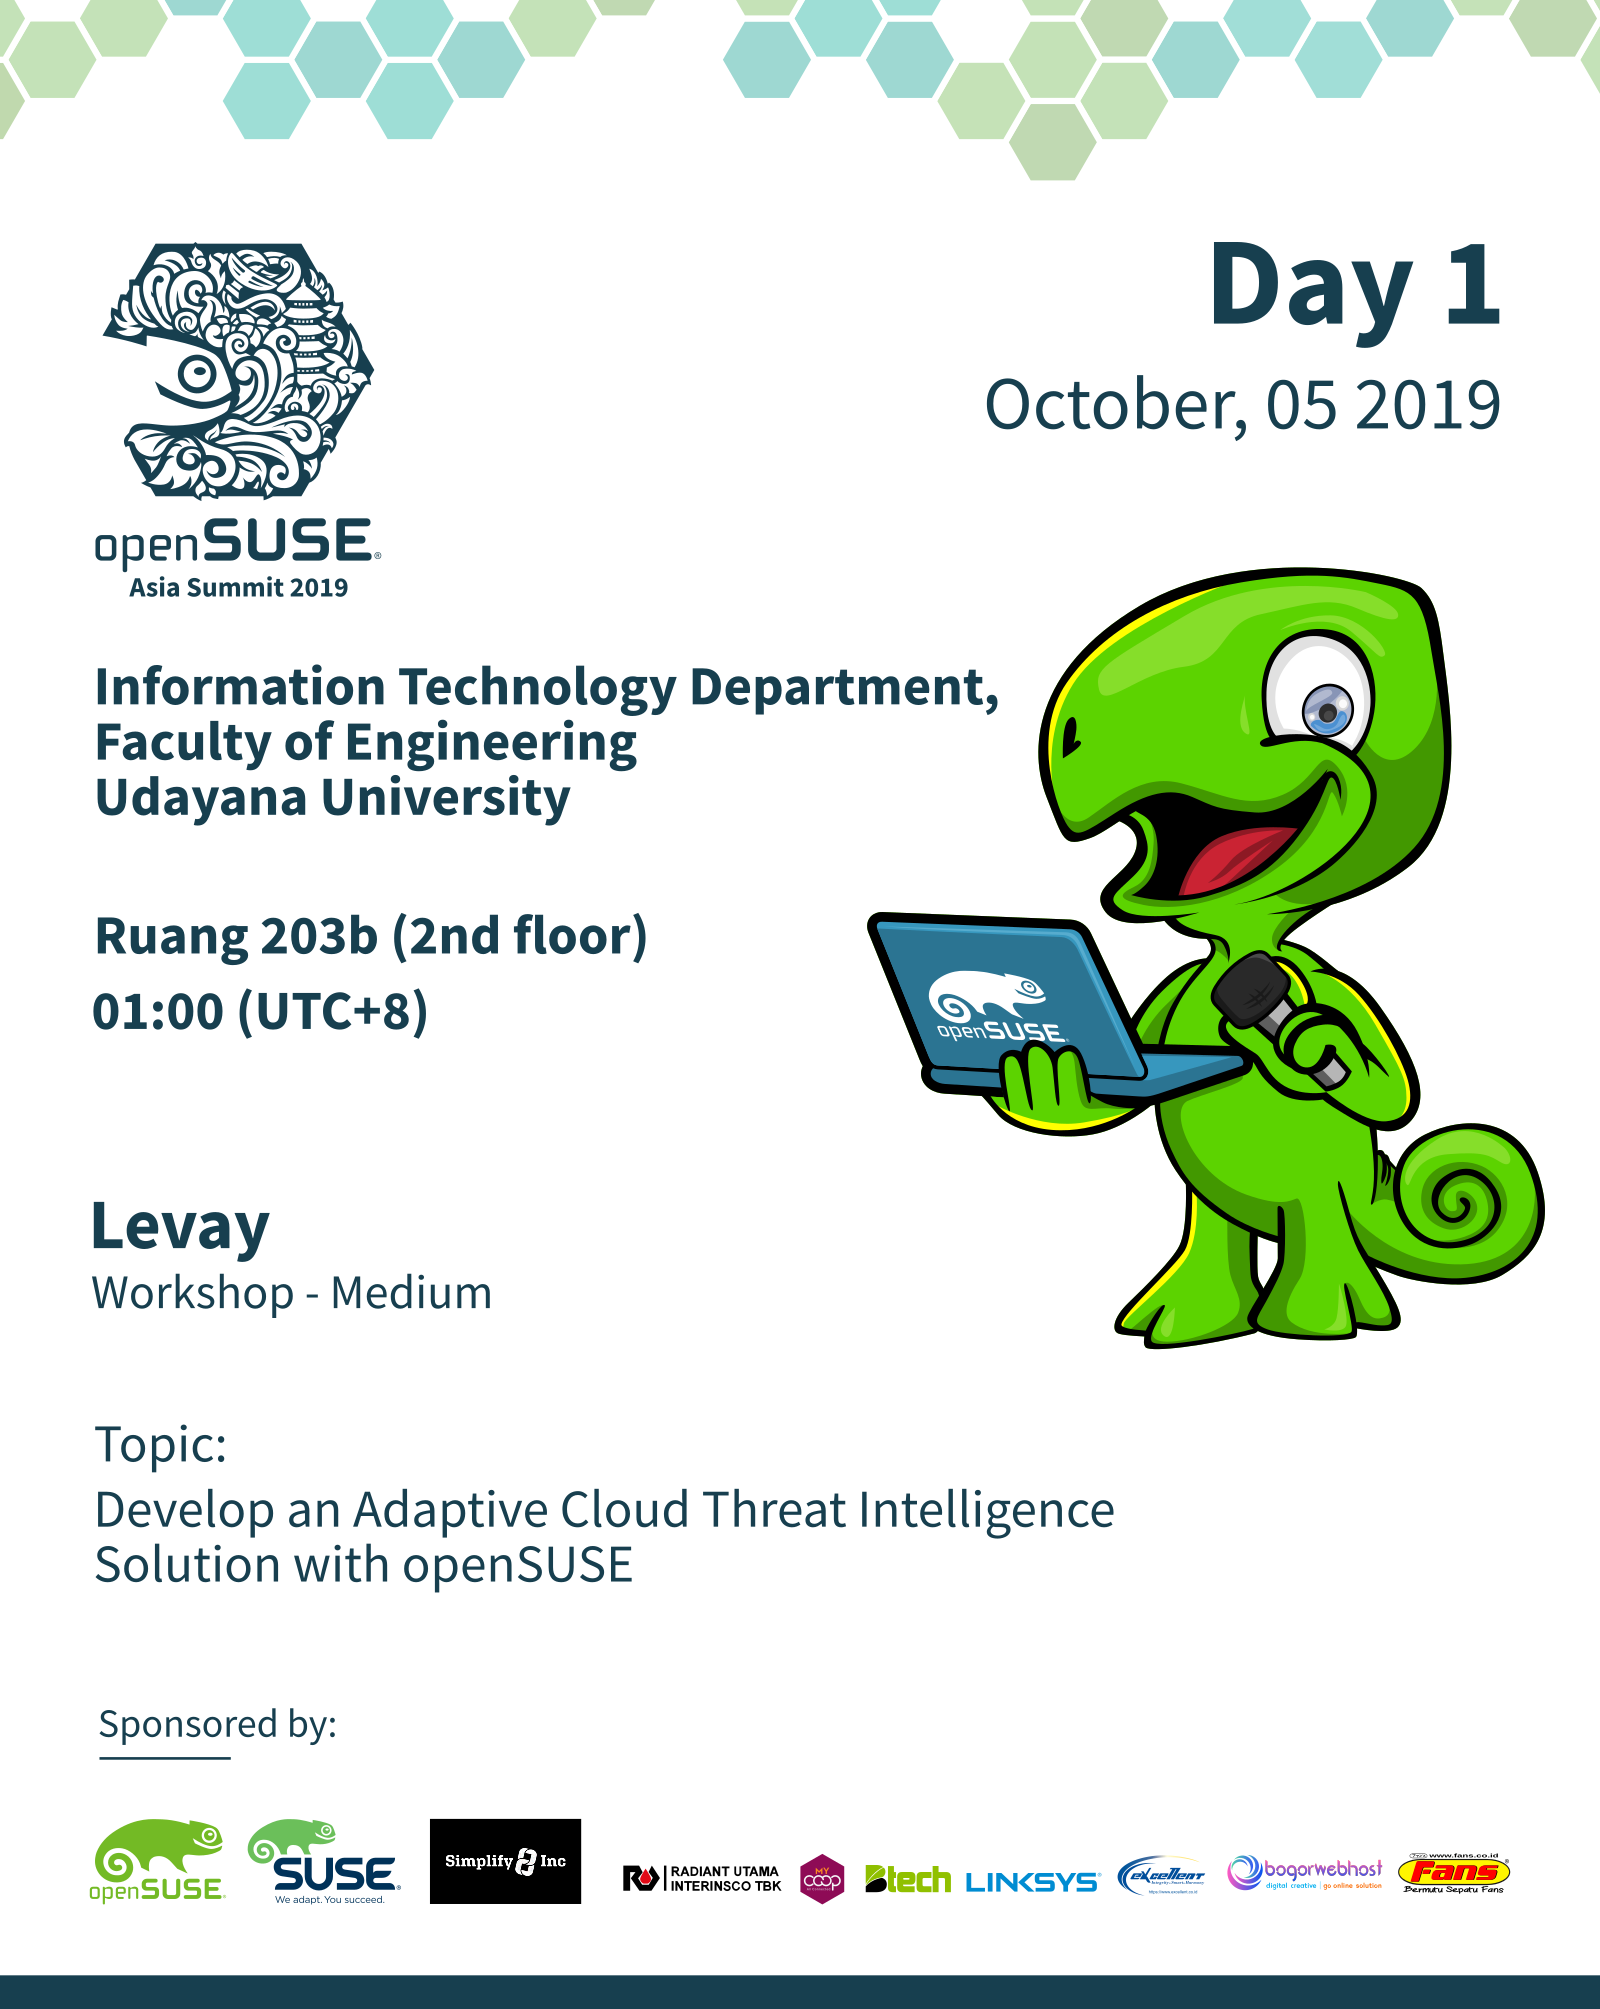 Day 1
October, 05 2019
openSUSE®
Asia Summit 2019
Information Technology Department,
Faculty of Engineering
Udayana University
Ruang 203b (2nd floor)
01:00 (UTC+8)
openSUSE
Levay
Workshop - Medium
Topic:
Develop an Adaptive Cloud Threat Intelligence
Solution with openSUSE
Sponsored by:
openSUSE
SUSE®
We adapt. You succeed.
Simplify Inc
RADIANT UTAMA
INTERINSCO TBK
MY
COOP
Btech
LINKSYS
eXcellent
bogorwebhost
digital creative | go online solution
www.fans.co.id
Fans®
Bermutu Sepatu Fans